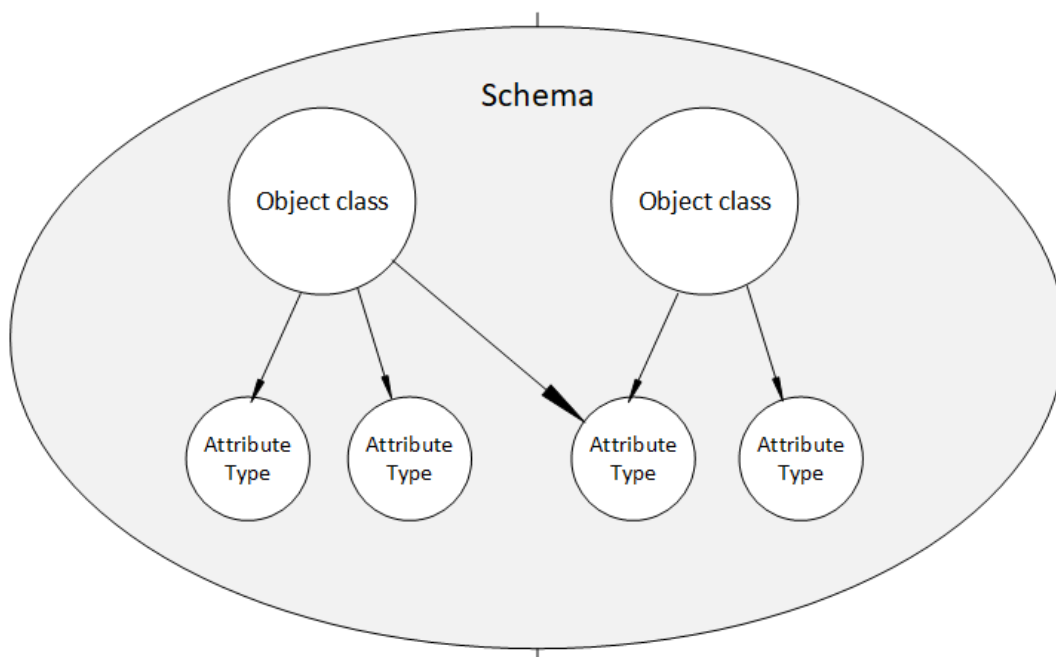 Schema
Object class
Object class
Attribute
Type
Attribute
Type
Attribute
Type
Attribute
Type